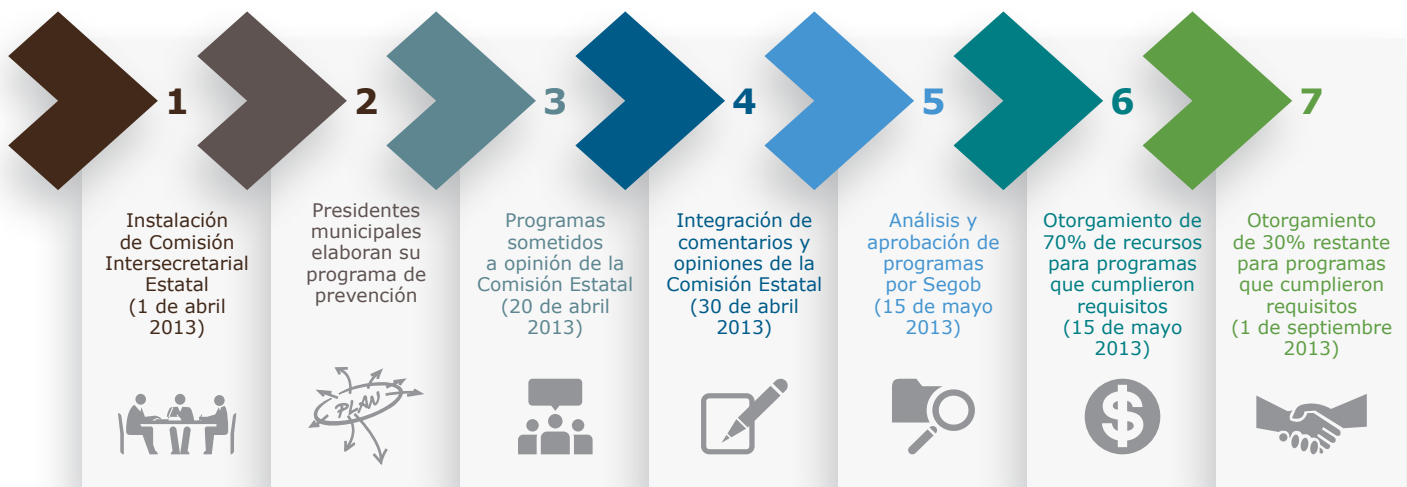 1
Instalación
de Comisión
Intersecretarial
Estatal
(1 de abril
2013)
2
Presidentes
municipales
elaboran su
programa de
prevención
PLAN
3
Programas
sometidos
a opinión de la
Comisión Estatal
(20 de abril
2013)
4
Integración de
comentarios y
opiniones de la
Comisión Estatal
(30 de abril
2013)
5
Análisis y
aprobación de
programas
por Segob
(15 de mayo
2013)
6
Otorgamiento de
70% de recursos
para programas
que cumplieron
requisitos
(15 de mayo
2013)
$
7
Otorgamiento
de 30% restante
para programas
que cumplieron
requisitos
(1 de septiembre
2013)